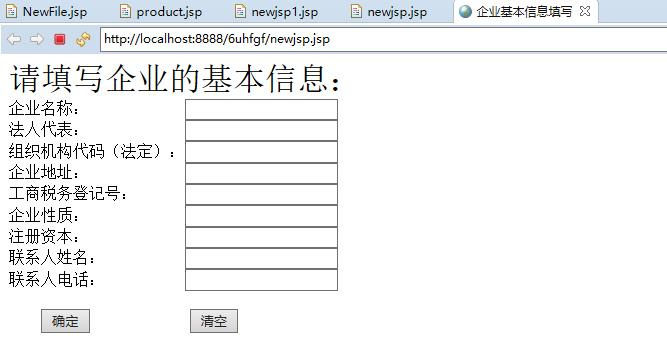 NewFile.jsp product.jsp newjsp1.jsp newjsp.jsp 企业基本信息填写
http://localhost:8888/6uhfgf/newjsp.jsp
请填写企业的基本信息：
企业名称：
法人代表：
组织机构代码（法定）：
企业地址：
工商税务登记号：
企业性质：
注册资本：
联系人姓名：
联系人电话：
确定 清空